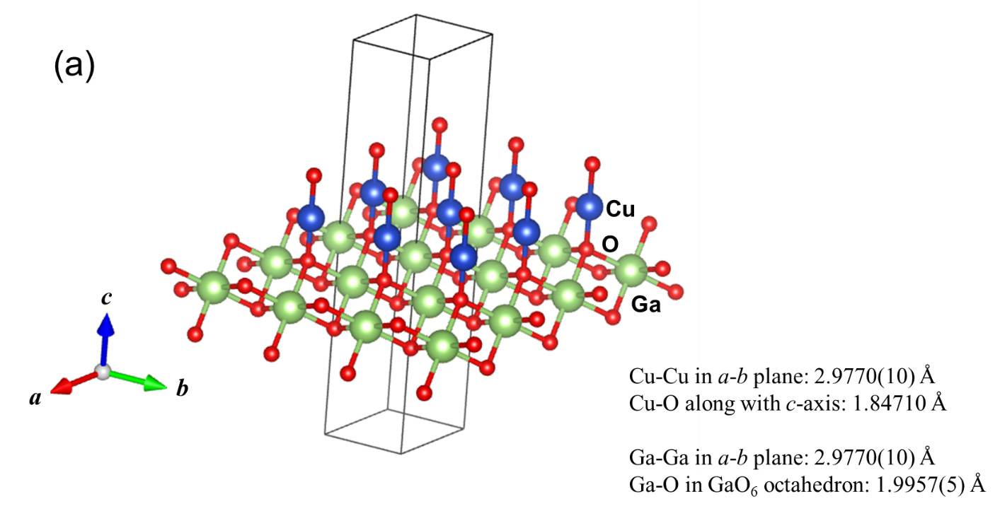 (a)
Cu
O
Ga
c
a
b
Cu-Cu in a-b plane: 2.9770(10) Å
Cu-O along with c-axis: 1.84710 Å
Ga-Ga in a-b plane: 2.9770(10) Å
Ga-O in GaO₆ octahedron: 1.9957(5) Å